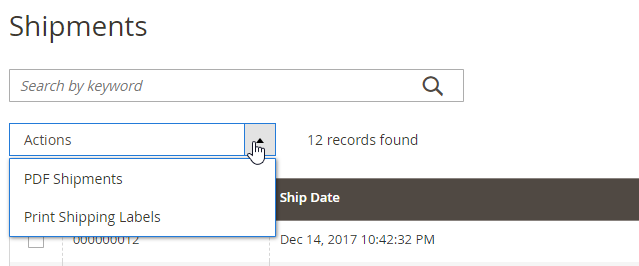 Shipments
Search by keyword
Actions
12 records found
PDF Shipments
Print Shipping Labels
Ship Date
000000012
Dec 14, 2017 10:42:32 PM